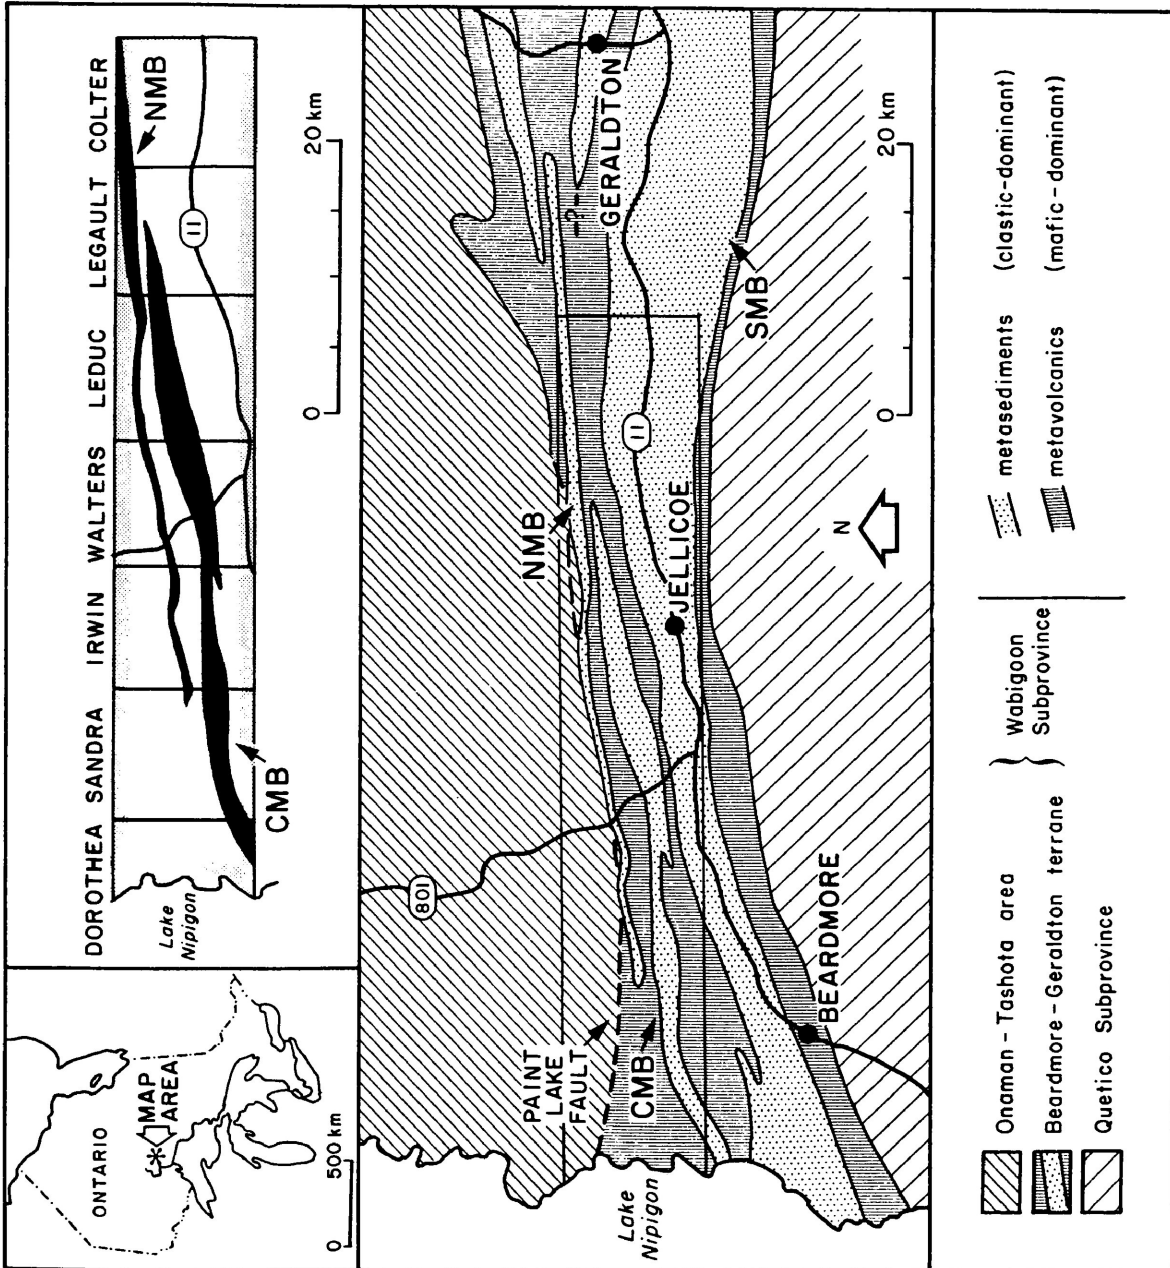 ONTARIO
MAP
AREA
0 500 km
DOROTHEA SANDRA IRWIN WALTERS LEDUC LEGAULT COLTER
Lake
Nipigon
CMB
NMB
11
0 20 km
801
PAINT
LAKE
FAULT
CMB
NMB
-?-
GERALDTON
11
JELLICOE
SMB
BEARDMORE
Lake
Nipigon
N
0 20 km
Onaman - Tashota area
Beardmore - Geraldton terrane
} Wabigoon
Subprovince
Quetico Subprovince
metasediments (clastic-dominant)
metavolcanics (mafic-dominant)